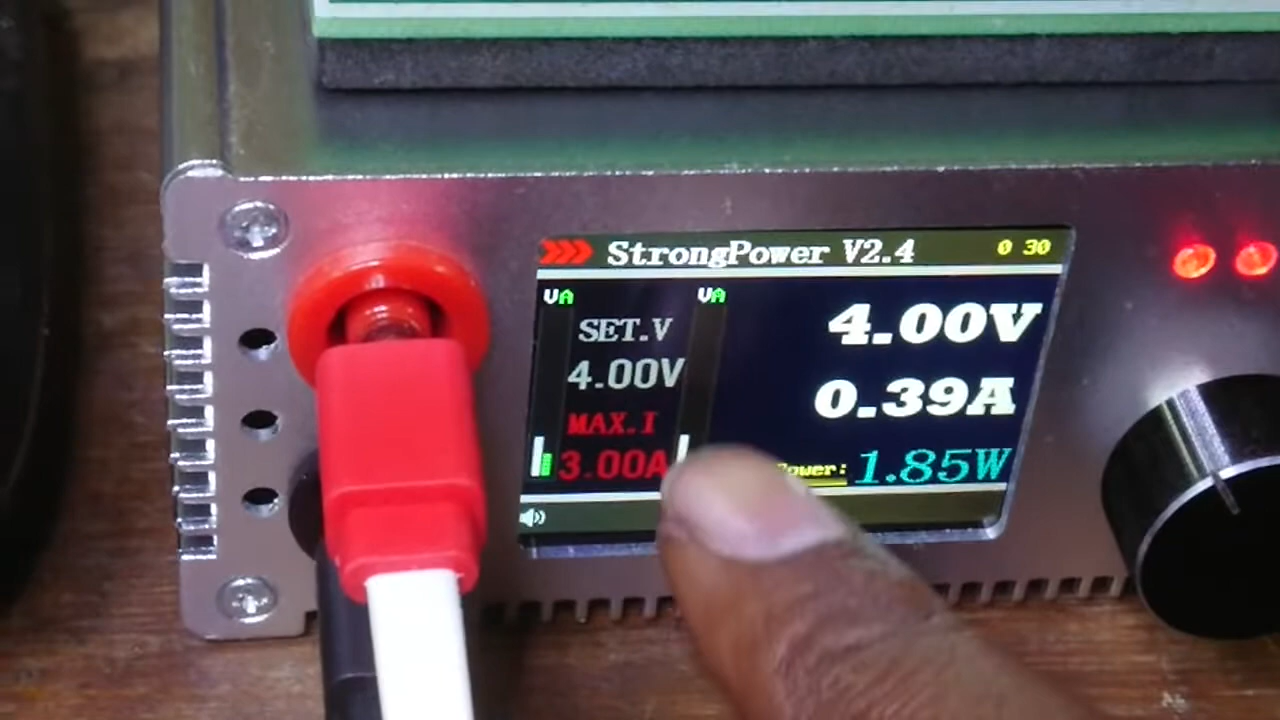 StrongPower V2.4 0 30
VA VA
SET.V
4.00V
MAX.I
3.00A
4.00V
0.39A
Power: 1.85W